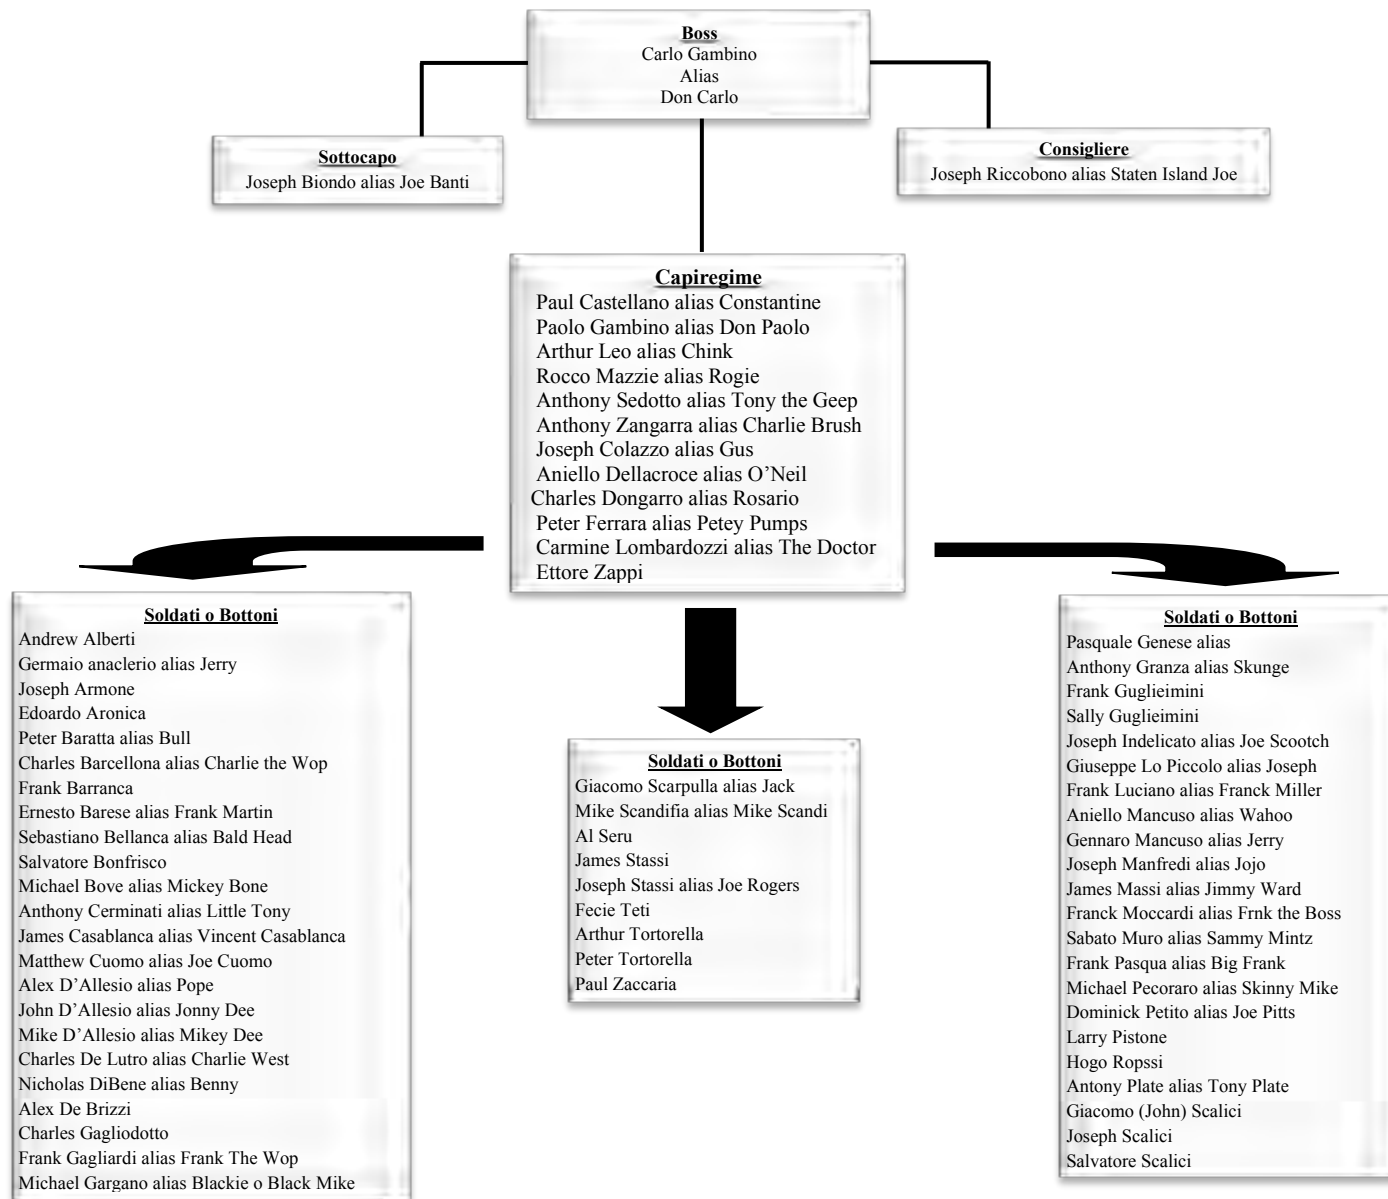 Boss
Carlo Gambino
Alias
Don Carlo
Sottocapo
Joseph Biondo alias Joe Banti
Consigliere
Joseph Riccobono alias Staten Island Joe
Capiregime
Paul Castellano alias Constantine
Paolo Gambino alias Don Paolo
Arthur Leo alias Chink
Rocco Mazzie alias Rogie
Anthony Sedotto alias Tony the Geep
Anthony Zangarra alias Charlie Brush
Joseph Colazzo alias Gus
Aniello Dellacroce alias O’Neil
Charles Dongarro alias Rosario
Peter Ferrara alias Petey Pumps
Carmine Lombardozzi alias The Doctor
Ettore Zappi
Soldati o Bottoni
Andrew Alberti
Germaio anaclerio alias Jerry
Joseph Armone
Edoardo Aronica
Peter Baratta alias Bull
Charles Barcellona alias Charlie the Wop
Frank Barranca
Ernesto Barese alias Frank Martin
Sebastiano Bellanca alias Bald Head
Salvatore Bonfrisco
Michael Bove alias Mickey Bone
Anthony Cerminati alias Little Tony
James Casablanca alias Vincent Casablanca
Matthew Cuomo alias Joe Cuomo
Alex D’Allesio alias Pope
John D’Allesio alias Jonny Dee
Mike D’Allesio alias Mikey Dee
Charles De Lutro alias Charlie West
Nicholas DiBene alias Benny
Alex De Brizzi
Charles Gagliodotto
Frank Gagliardi alias Frank The Wop
Michael Gargano alias Blackie o Black Mike
Soldati o Bottoni
Giacomo Scarpulla alias Jack
Mike Scandifia alias Mike Scandi
Al Seru
James Stassi
Joseph Stassi alias Joe Rogers
Fecie Teti
Arthur Tortorella
Peter Tortorella
Paul Zaccaria
Soldati o Bottoni
Pasquale Genese alias
Anthony Granza alias Skunge
Frank Guglieimini
Sally Guglieimini
Joseph Indelicato alias Joe Scootch
Giuseppe Lo Piccolo alias Joseph
Frank Luciano alias Franck Miller
Aniello Mancuso alias Wahoo
Gennaro Mancuso alias Jerry
Joseph Manfredi alias Jojo
James Massi alias Jimmy Ward
Franck Moccardi alias Frnk the Boss
Sabato Muro alias Sammy Mintz
Frank Pasqua alias Big Frank
Michael Pecoraro alias Skinny Mike
Dominick Petito alias Joe Pitts
Larry Pistone
Hogo Ropssi
Antony Plate alias Tony Plate
Giacomo (John) Scalici
Joseph Scalici
Salvatore Scalici